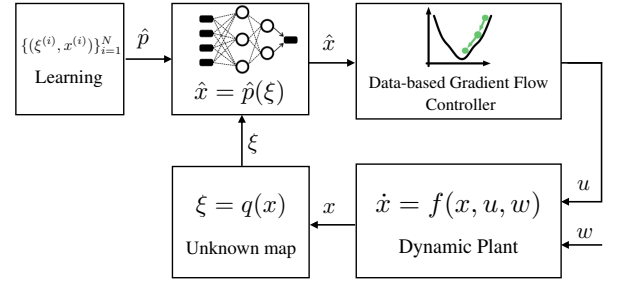 {(ξ^{(i)}, x^{(i)})}_{i=1}^{N}
Learning
p̂
x̂ = p̂(ξ)
x̂
Data-based Gradient Flow
Controller
ξ
u
ξ = q(x)
Unknown map
x
ẋ = f(x, u, w)
Dynamic Plant
w